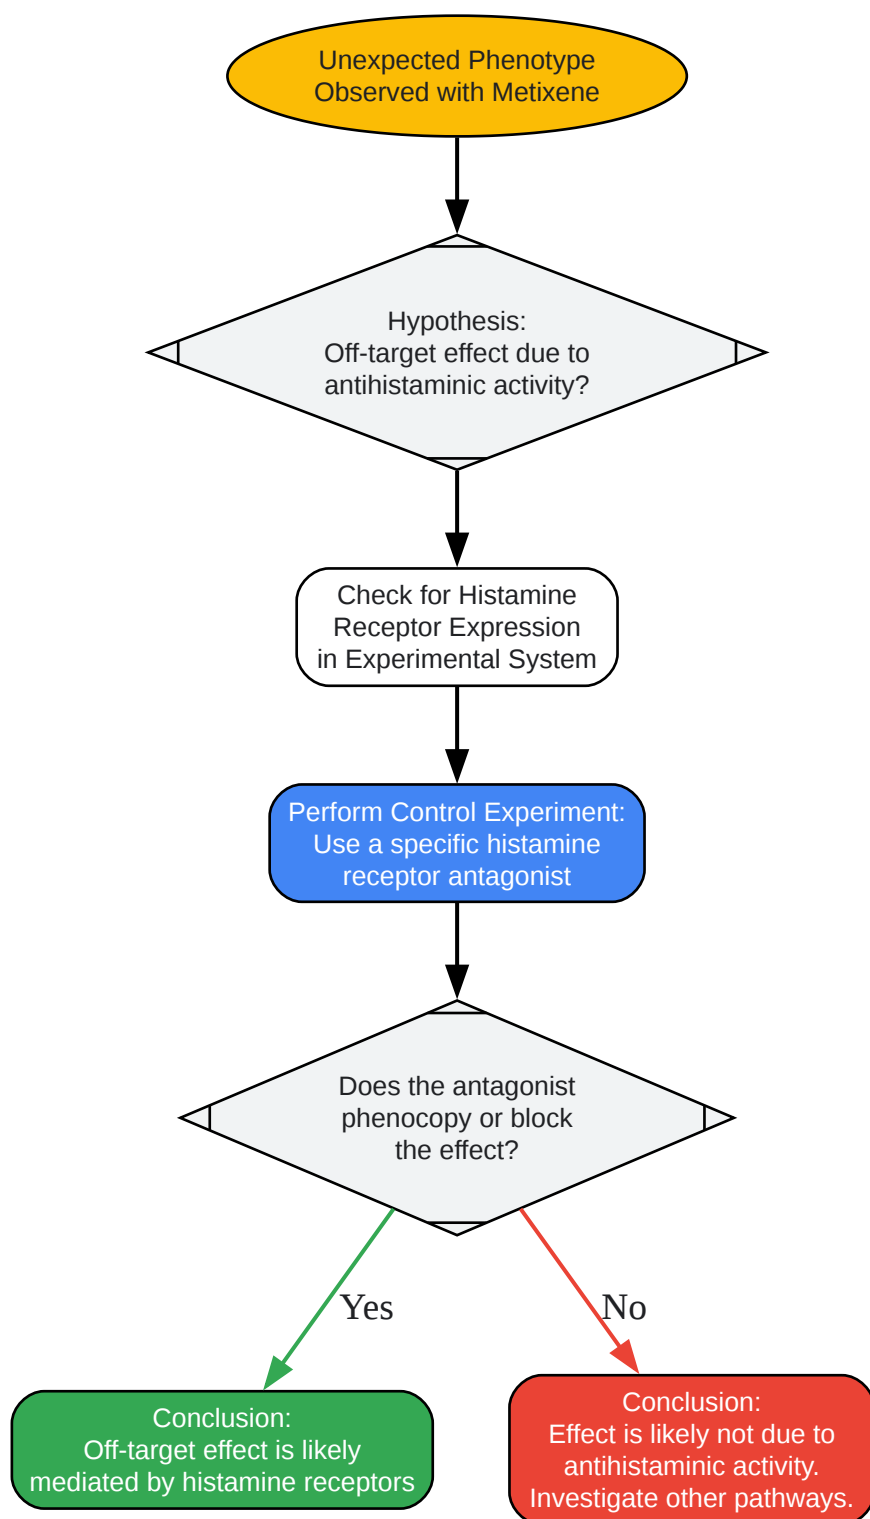 Unexpected Phenotype
Observed with Metixene
Hypothesis:
Off-target effect due to
antihistaminic activity?
Check for Histamine
Receptor Expression
in Experimental System
Perform Control Experiment:
Use a specific histamine
receptor antagonist
Does the antagonist
phenocopy or block
the effect?
Yes
No
Conclusion:
Off-target effect is likely
mediated by histamine receptors
Conclusion:
Effect is likely not due to
antihistaminic activity.
Investigate other pathways.